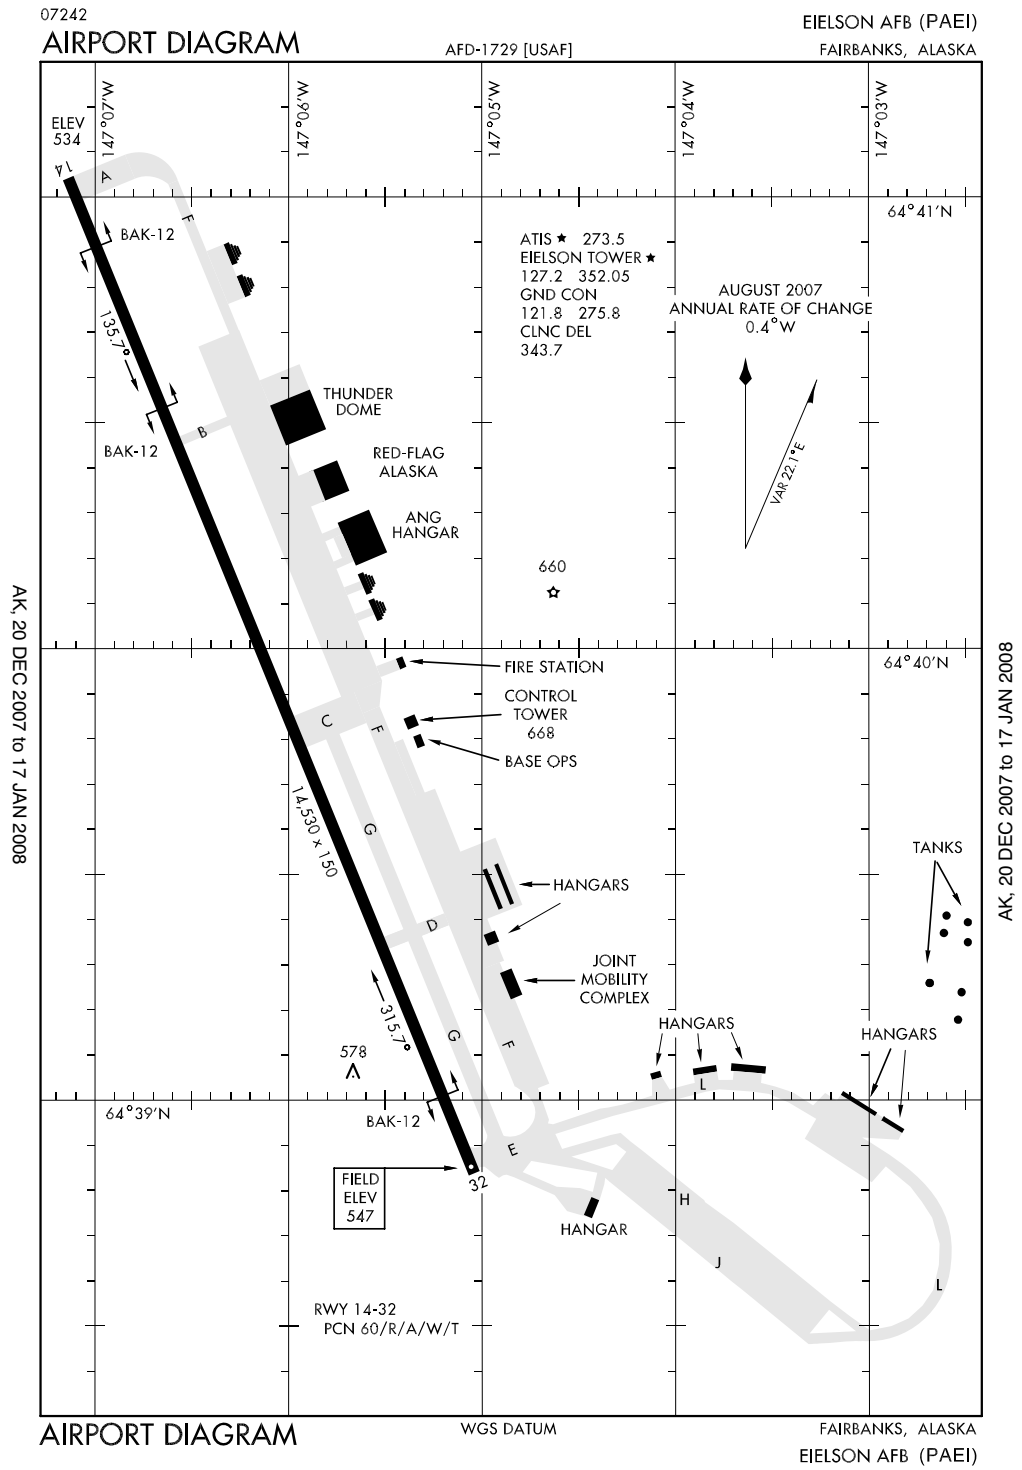 07242
AIRPORT DIAGRAM
AFD-1729 [USAF]
EIELSON AFB (PAEI)
FAIRBANKS, ALASKA
147°07'W
147°06'W
147°05'W
147°04'W
147°03'W
ELEV
534
14
A
F
64°41'N
BAK-12
ATIS ★ 273.5
EIELSON TOWER ★
127.2 352.05
GND CON
121.8 275.8
CLNC DEL
343.7
AUGUST 2007
ANNUAL RATE OF CHANGE
0.4°W
VAR 22.1°E
135.7°
BAK-12
B
THUNDER
DOME
RED-FLAG
ALASKA
ANG
HANGAR
660
AK, 20 DEC 2007 to 17 JAN 2008
AK, 20 DEC 2007 to 17 JAN 2008
64°40'N
FIRE STATION
CONTROL
TOWER
668
BASE OPS
C
F
14,530 x 150
G
TANKS
HANGARS
D
JOINT
MOBILITY
COMPLEX
315.7°
G
F
HANGARS
L
HANGARS
578
64°39'N
BAK-12
E
FIELD
ELEV
547
32
HANGAR
H
J
L
RWY 14-32
PCN 60/R/A/W/T
AIRPORT DIAGRAM
WGS DATUM
FAIRBANKS, ALASKA
EIELSON AFB (PAEI)